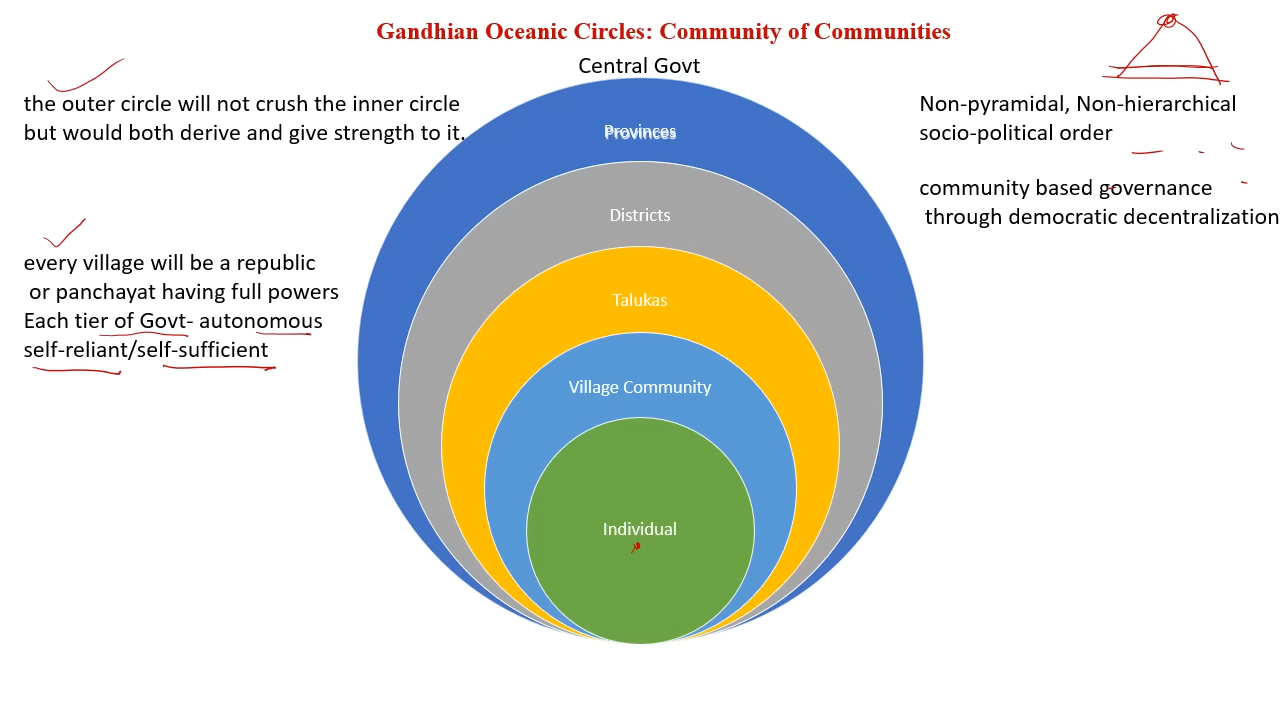 Gandhian Oceanic Circles: Community of Communities
Central Govt
the outer circle will not crush the inner circle
but would both derive and give strength to it.
every village will be a republic
or panchayat having full powers
Each tier of Govt- autonomous
self-reliant/self-sufficient
Provinces
Districts
Talukas
Village Community
Individual
Non-pyramidal, Non-hierarchical
socio-political order
community based governance
through democratic decentralization